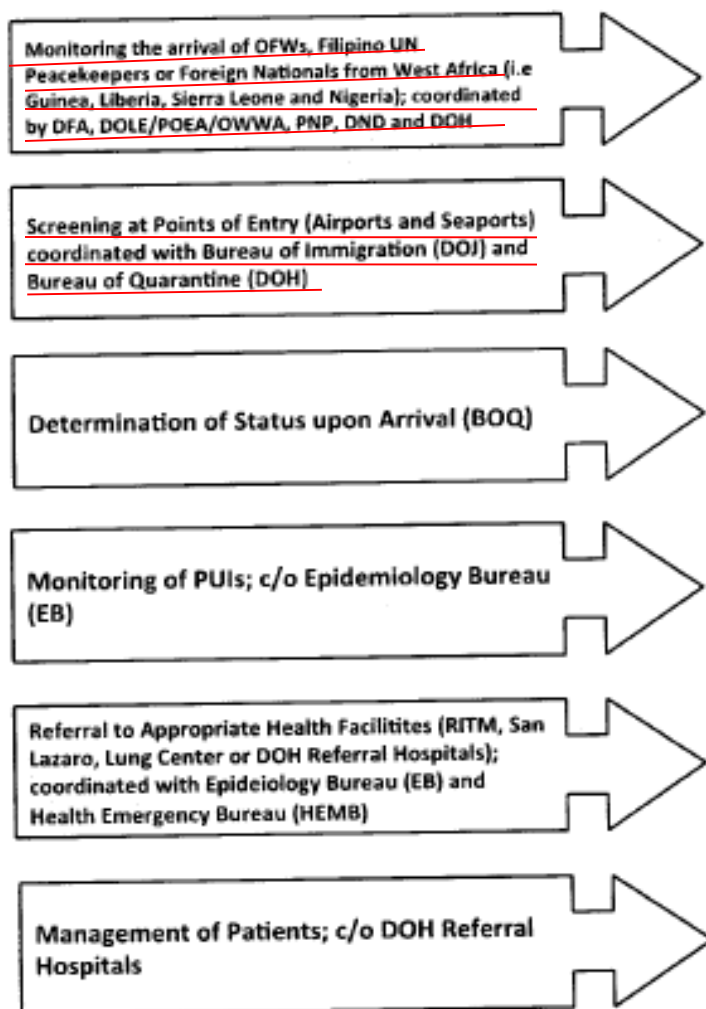 Monitoring the arrival of OFWs, Filipino UN
Peacekeepers or Foreign Nationals from West Africa (i.e
Guinea, Liberia, Sierra Leone and Nigeria); coordinated
by DFA, DOLE/POEA/OWWA, PNP, DND and DOH
Screening at Points of Entry (Airports and Seaports)
coordinated with Bureau of Immigration (DOJ) and
Bureau of Quarantine (DOH)
Determination of Status upon Arrival (BOQ)
Monitoring of PUIs; c/o Epidemiology Bureau
(EB)
Referral to Appropriate Health Facilitites (RITM, San
Lazaro, Lung Center or DOH Referral Hospitals);
coordinated with Epideiology Bureau (EB) and
Health Emergency Bureau (HEMB)
Management of Patients; c/o DOH Referral
Hospitals